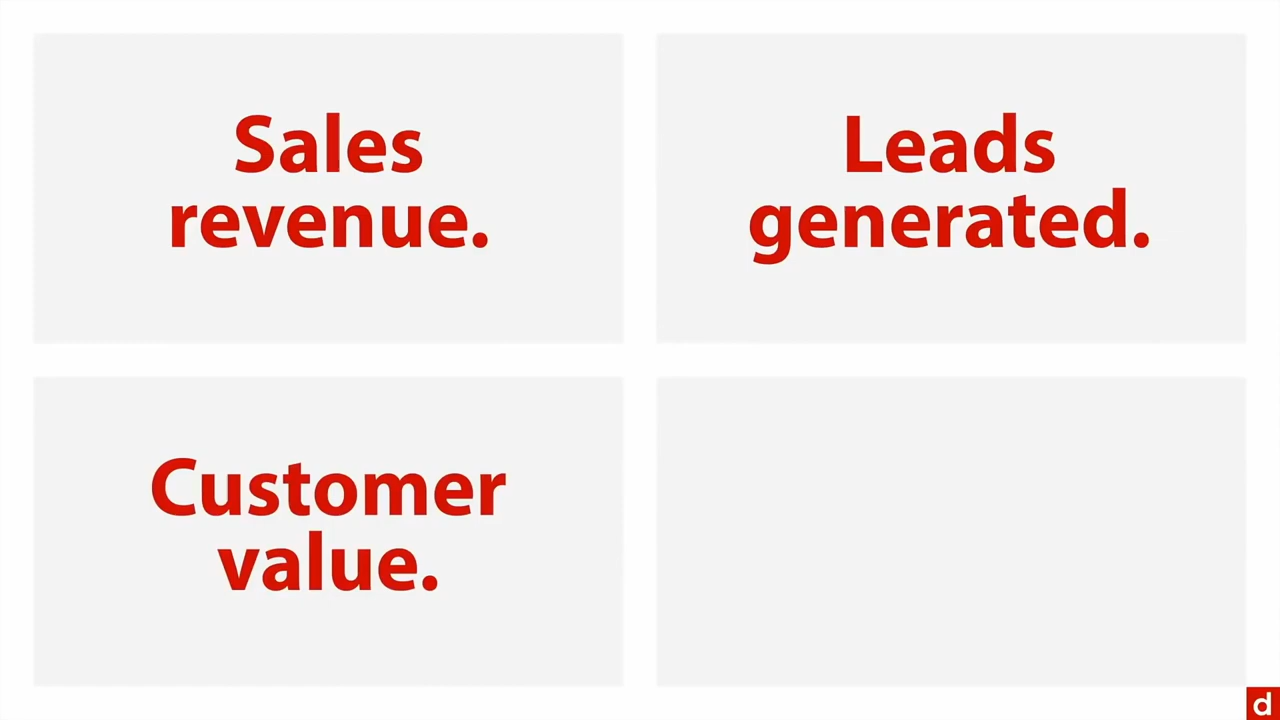 Sales
revenue.
Leads
generated.
Customer
value.
d